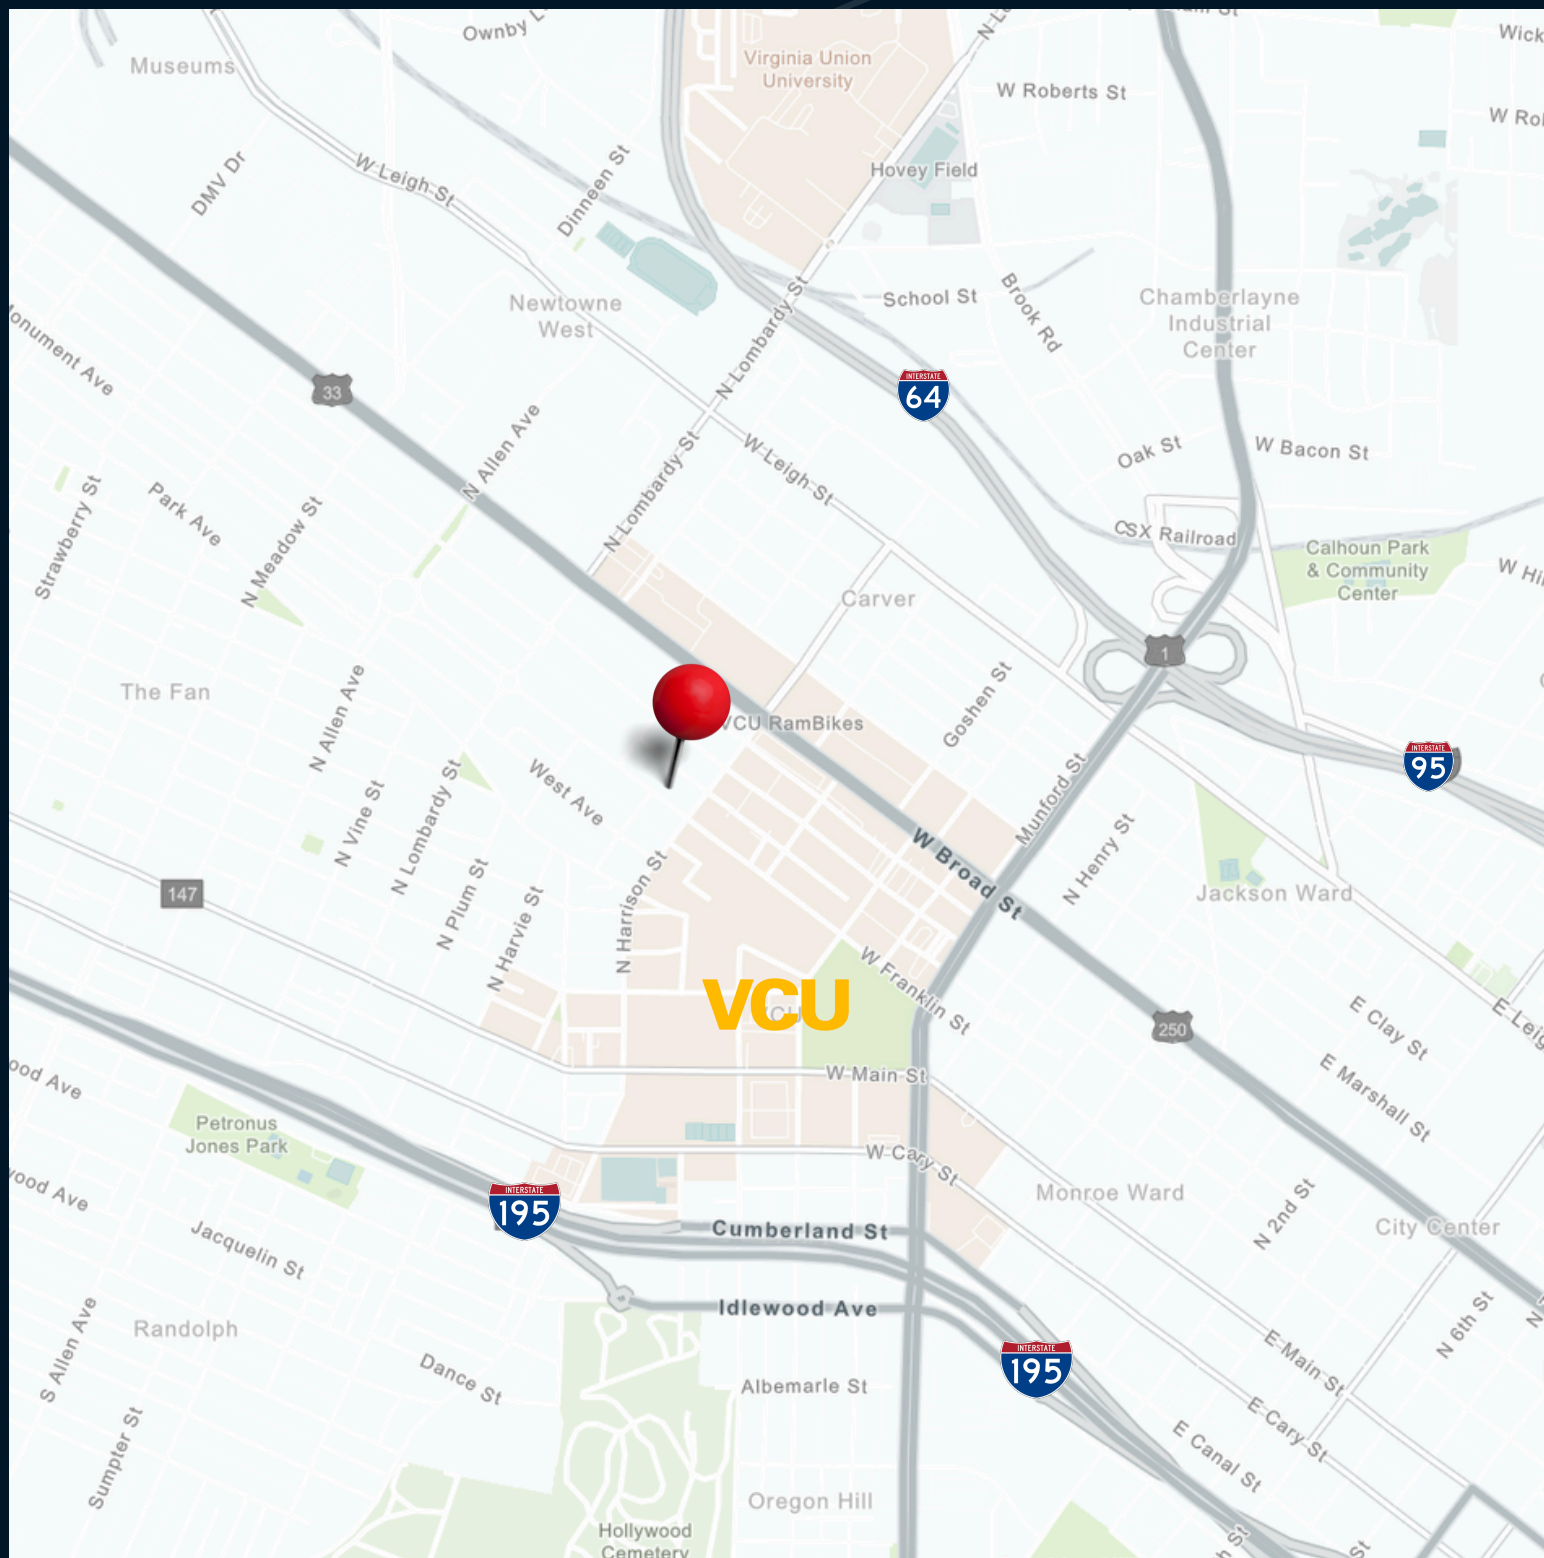 Museums
Virginia Union
University
W Roberts St
Hovey Field
DMV Dr
W Leigh St
Dinneen St
Newtowne
West
School St
Brook Rd
Chamberlayne
Industrial
Center
N Lombardy St
33
INTERSTATE
64
N Allen Ave
N Lombardy St
W Leigh St
Oak St
W Bacon St
CSX Railroad
Calhoun Park
& Community
Center
Strawberry St
Park Ave
N Meadow St
Carver
1
The Fan
N Allen Ave
VCU RamBikes
Goshen St
INTERSTATE
95
West Ave
N Vine St
N Lombardy St
Munford St
N Henry St
W Broad St
Jackson Ward
147
N Plum St
N Harvie St
N Harrison St
W Franklin St
VCU
VCU
250
E Clay St
E Marshall St
W Main St
Petronus
Jones Park
W Cary St
Monroe Ward
INTERSTATE
195
Cumberland St
N 2nd St
City Center
Jacquelin St
Idlewood Ave
Randolph
S Allen Ave
Dance St
Albemarle St
INTERSTATE
195
E Main St
N 6th St
E Cary St
E Canal St
Sumpter St
Oregon Hill
Hollywood
Cemetery